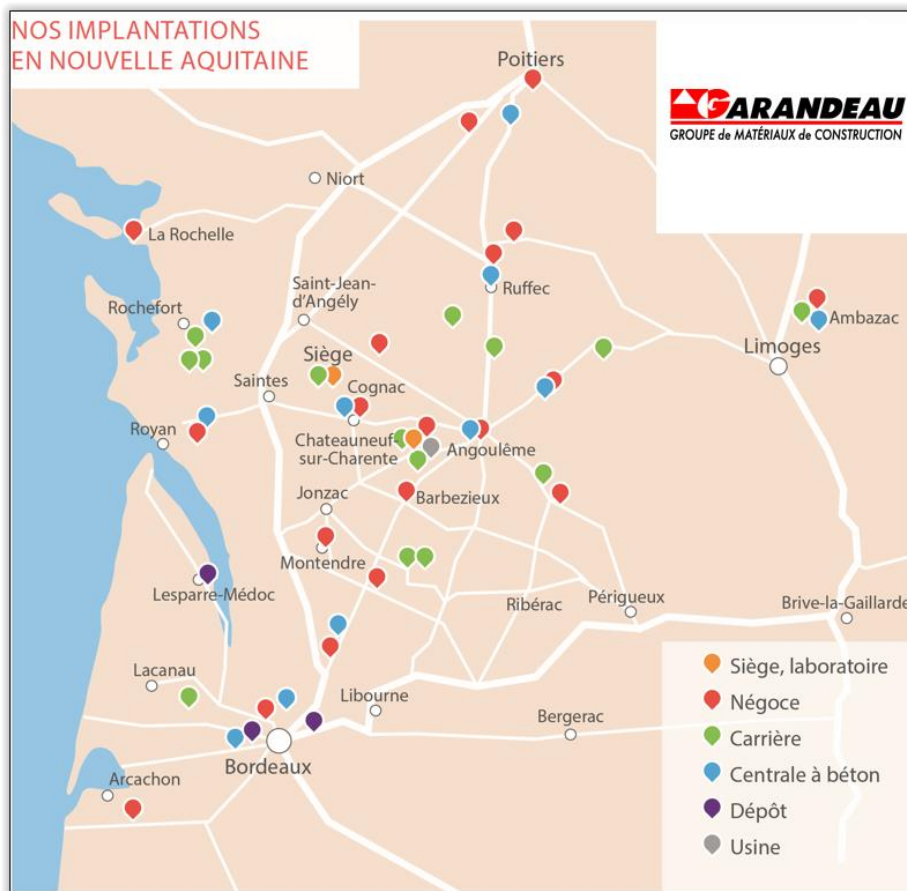 NOS IMPLANTATIONS
EN NOUVELLE AQUITAINE
GARANDEAU
GROUPE de MATÉRIAUX de CONSTRUCTION
Poitiers
Niort
La Rochelle
Ruffec
Saint-Jean-
d'Angély
Rochefort
Ambazac
Limoges
Siège
Saintes
Cognac
Royan
Chateauneuf-
sur-Charente
Angoulême
Jonzac
Barbezieux
Montendre
Lesparre-Médoc
Ribérac
Périgueux
Brive-la-Gaillarde
Lacanau
Libourne
Bergerac
Bordeaux
Arcachon
Siège, laboratoire
Négoce
Carrière
Centrale à béton
Dépôt
Usine